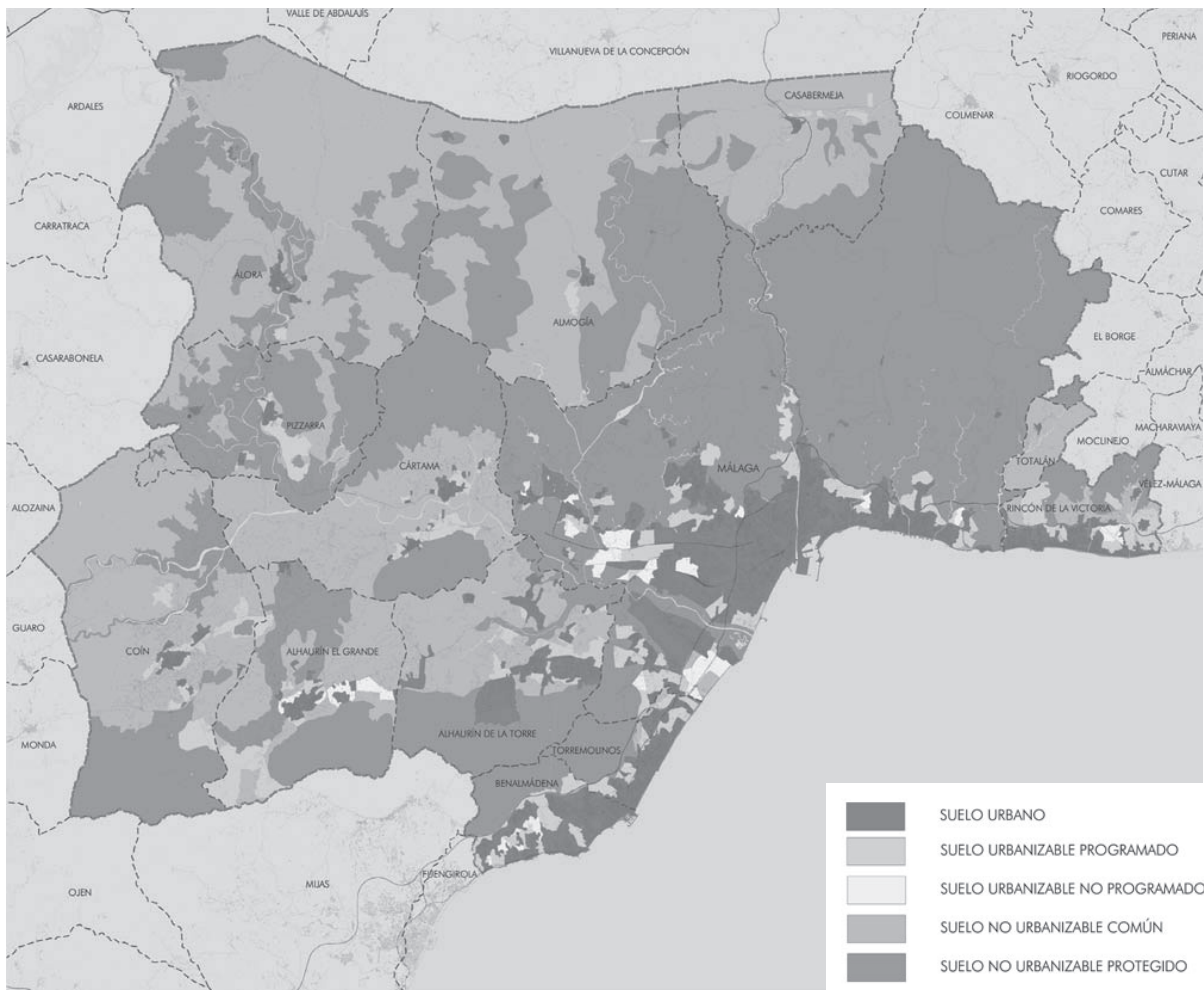 VALLE DE ABDALAJÍS
PERIANA
VILLANUEVA DE LA CONCEPCIÓN
RIOGORDO
ARDALES
CASABERMEJA
COLMENAR
CUTAR
COMARES
CARRATRACA
ÁLORA
ALMOGÍA
EL BORGE
CASARABONELA
ALMÁCHAR
PIZARRA
MACHARAVIAYA
MOCLINEJO
CÁRTAMA
MÁLAGA
TOTALÁN
VÉLEZ-MÁLAGA
ALOZAINA
RINCÓN DE LA VICTORIA
GUARO
COÍN
ALHAURÍN EL GRANDE
ALHAURÍN DE LA TORRE
MONDA
TORREMOLINOS
BENALMÁDENA
FUENGIROLA
MIJAS
OJEN
SUELO URBANO
SUELO URBANIZABLE PROGRAMADO
SUELO URBANIZABLE NO PROGRAMADO
SUELO NO URBANIZABLE COMÚN
SUELO NO URBANIZABLE PROTEGIDO